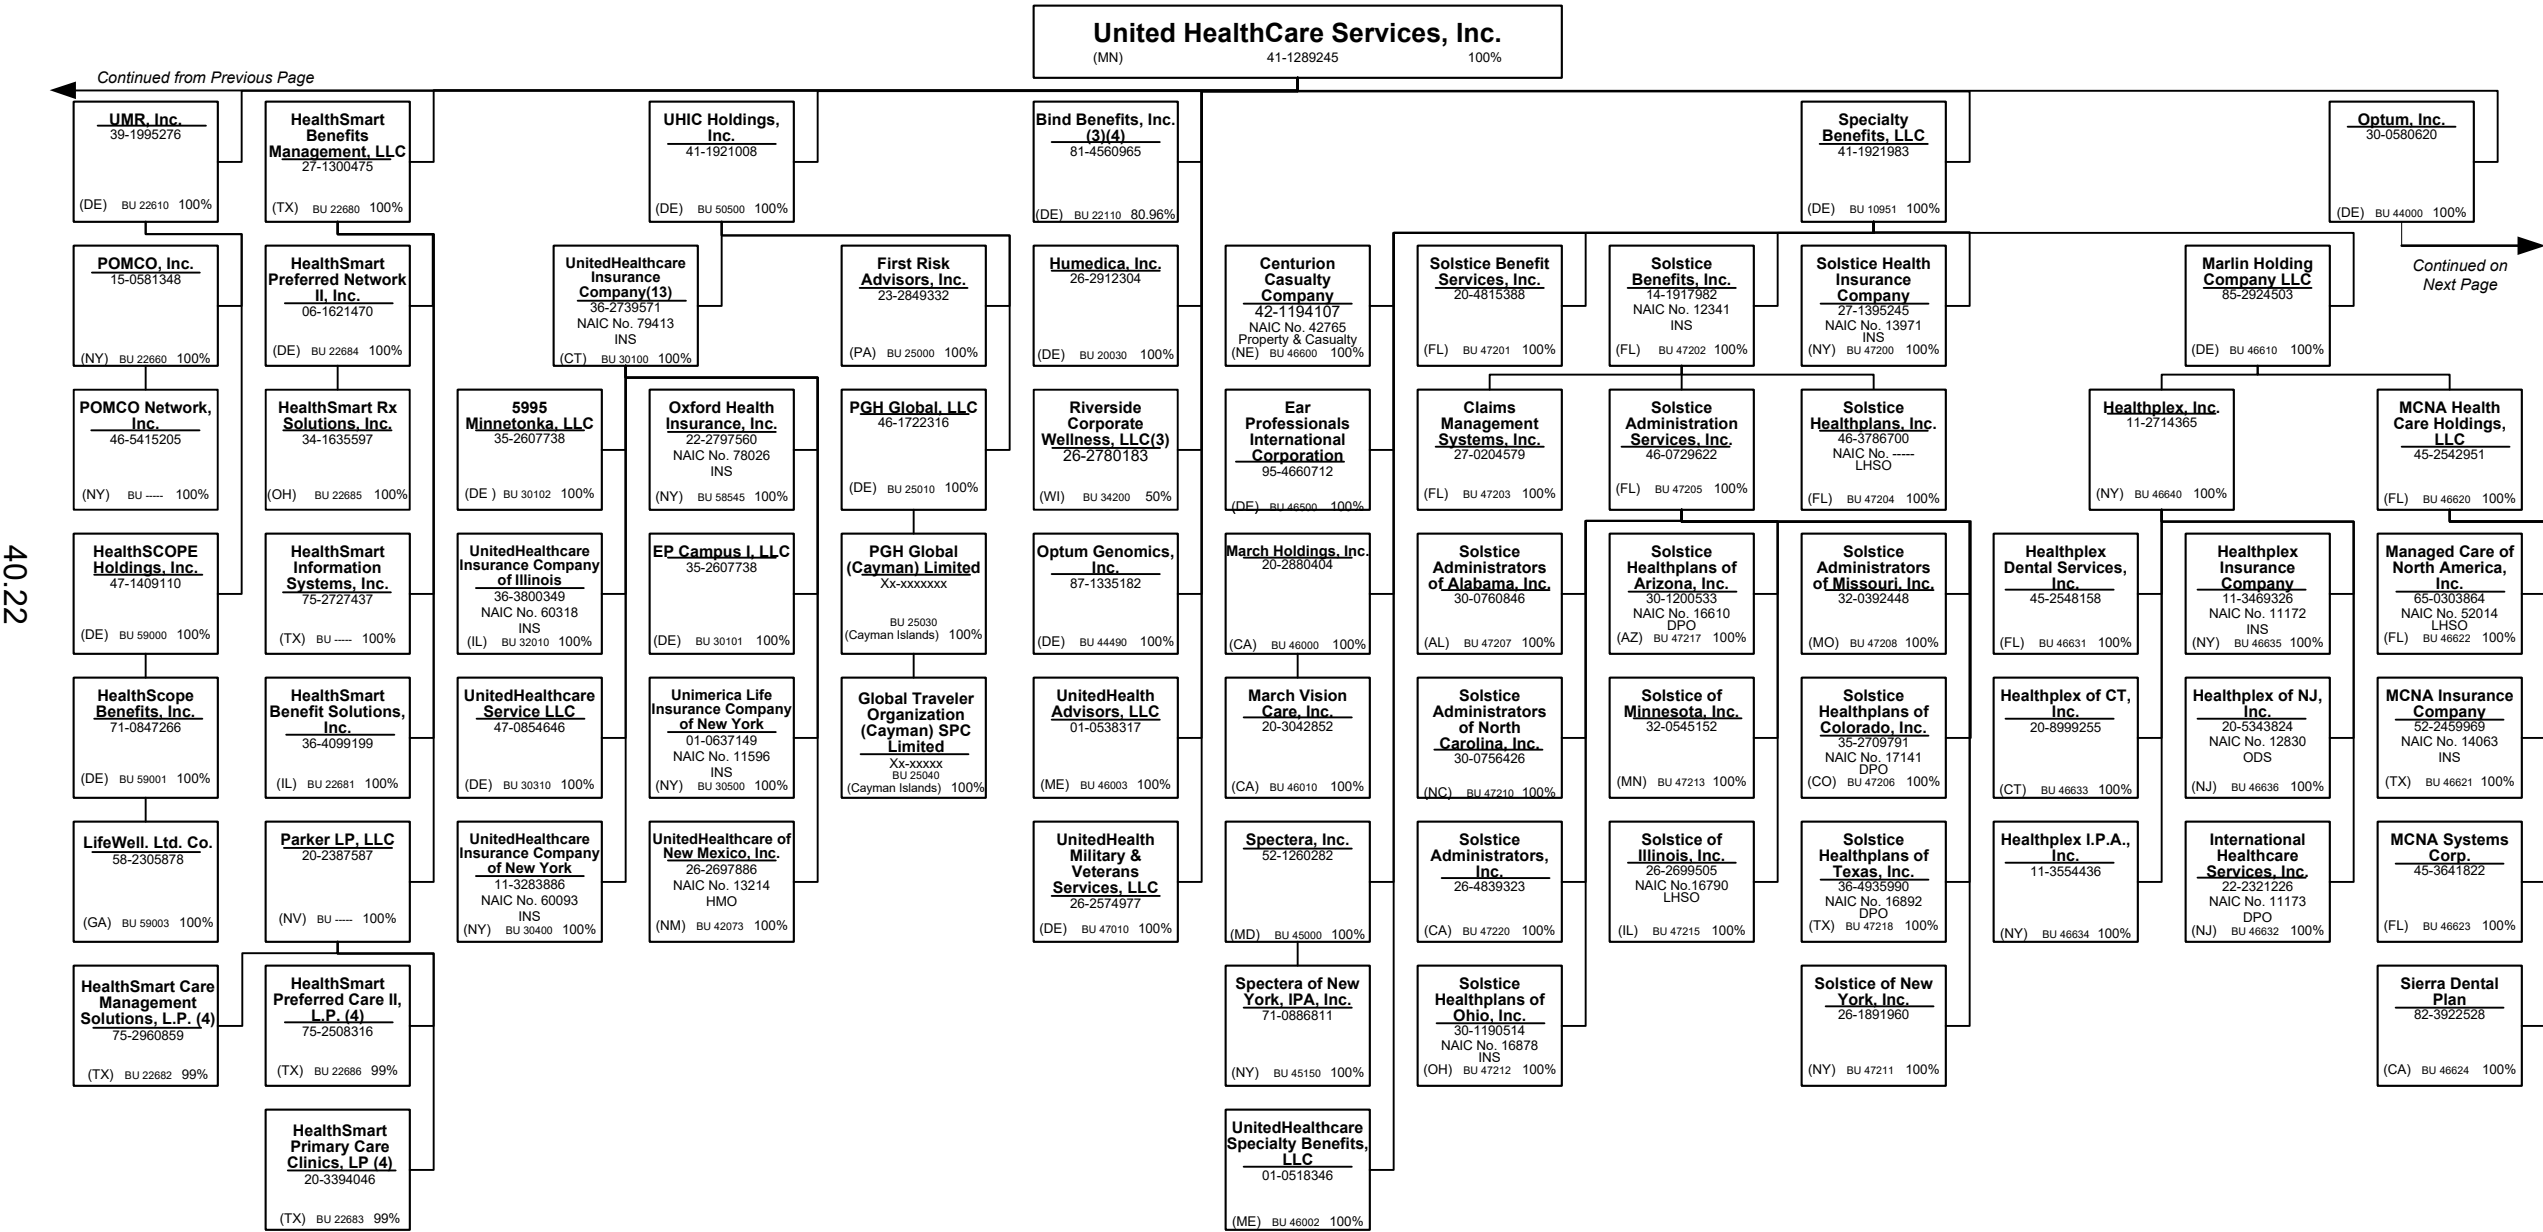 United HealthCare Services, Inc.
(MN) 41-1289245 100%
Continued from Previous Page
UMR, Inc.
39-1995276
(DE) BU 22610 100%
HealthSmart
Benefits
Management, LLC
27-1300475
(TX) BU 22680 100%
UHIC Holdings,
Inc.
41-1921008
(DE) BU 50500 100%
Bind Benefits, Inc.
(3)(4)
81-4560965
(DE) BU 22110 80.96%
Specialty
Benefits, LLC
41-1921983
(DE) BU 10951 100%
Optum, Inc.
30-0580620
(DE) BU 44000 100%
POMCO, Inc.
15-0581348
(NY) BU 22660 100%
HealthSmart
Preferred Network
II, Inc.
06-1621470
(DE) BU 22684 100%
UnitedHealthcare
Insurance
Company(13)
36-2739571
NAIC No. 79413
INS
(CT) BU 30100 100%
First Risk
Advisors, Inc.
23-2849332
(PA) BU 25000 100%
Humedica, Inc.
26-2912304
(DE) BU 20030 100%
Centurion
Casualty
Company
42-1194107
NAIC No. 42765
Property & Casualty
(NE) BU 46600 100%
Solstice Benefit
Services, Inc.
20-4815388
(FL) BU 47201 100%
Solstice
Benefits, Inc.
14-1917982
NAIC No. 12341
INS
(FL) BU 47202 100%
Solstice Health
Insurance
Company
27-1395245
NAIC No. 13971
INS
(NY) BU 47200 100%
Marlin Holding
Company LLC
85-2924503
(DE) BU 46610 100%
Continued on
Next Page
POMCO Network,
Inc.
46-5415205
(NY) BU ----- 100%
HealthSmart Rx
Solutions, Inc.
34-1635597
(OH) BU 22685 100%
5995
Minnetonka, LLC
35-2607738
(DE ) BU 30102 100%
Oxford Health
Insurance, Inc.
22-2797560
NAIC No. 78026
INS
(NY) BU 58545 100%
PGH Global, LLC
46-1722316
(DE) BU 25010 100%
Riverside
Corporate
Wellness, LLC(3)
26-2780183
(WI) BU 34200 50%
Ear
Professionals
International
Corporation
95-4660712
(DE) BU 46500 100%
Claims
Management
Systems, Inc.
27-0204579
(FL) BU 47203 100%
Solstice
Administration
Services, Inc.
46-0729622
(FL) BU 47205 100%
Solstice
Healthplans, Inc.
46-3786700
NAIC No. -----
LHSO
(FL) BU 47204 100%
Healthplex, Inc.
11-2714365
(NY) BU 46640 100%
MCNA Health
Care Holdings,
LLC
45-2542951
(FL) BU 46620 100%
40.22
HealthSCOPE
Holdings, Inc.
47-1409110
(DE) BU 59000 100%
HealthSmart
Information
Systems, Inc.
75-2727437
(TX) BU ----- 100%
UnitedHealthcare
Insurance Company
of Illinois
36-3800349
NAIC No. 60318
INS
(IL) BU 32010 100%
EP Campus I, LLC
35-2607738
(DE) BU 30101 100%
PGH Global
(Cayman) Limited
Xx-xxxxxxx
BU 25030
(Cayman Islands) 100%
Optum Genomics,
Inc.
87-1335182
(DE) BU 44490 100%
March Holdings, Inc.
20-2880404
(CA) BU 46000 100%
Solstice
Administrators
of Alabama, Inc.
30-0760846
(AL) BU 47207 100%
Solstice
Healthplans of
Arizona, Inc.
30-1200533
NAIC No. 16610
DPO
(AZ) BU 47217 100%
Solstice
Administrators
of Missouri, Inc.
32-0392448
(MO) BU 47208 100%
Healthplex
Dental Services,
Inc.
45-2548158
(FL) BU 46631 100%
Healthplex
Insurance
Company
11-3469326
NAIC No. 11172
INS
(NY) BU 46635 100%
Managed Care of
North America,
Inc.
65-0303864
NAIC No. 52014
LHSO
(FL) BU 46622 100%
HealthScope
Benefits, Inc.
71-0847266
(DE) BU 59001 100%
HealthSmart
Benefit Solutions,
Inc.
36-4099199
(IL) BU 22681 100%
UnitedHealthcare
Service LLC
47-0854646
(DE) BU 30310 100%
Unimerica Life
Insurance Company
of New York
01-0637149
NAIC No. 11596
INS
(NY) BU 30500 100%
Global Traveler
Organization
(Cayman) SPC
Limited
Xx-xxxxx
BU 25040
(Cayman Islands) 100%
UnitedHealth
Advisors, LLC
01-0538317
(ME) BU 46003 100%
March Vision
Care, Inc.
20-3042852
(CA) BU 46010 100%
Solstice
Administrators
of North
Carolina, Inc.
30-0756426
(NC) BU 47210 100%
Solstice of
Minnesota, Inc.
32-0545152
(MN) BU 47213 100%
Solstice
Healthplans of
Colorado, Inc.
35-2709791
NAIC No. 17141
DPO
(CO) BU 47206 100%
Healthplex of CT,
Inc.
20-8999255
(CT) BU 46633 100%
Healthplex of NJ,
Inc.
20-5343824
NAIC No. 12830
ODS
(NJ) BU 46636 100%
MCNA Insurance
Company
52-2459969
NAIC No. 14063
INS
(TX) BU 46621 100%
LifeWell. Ltd. Co.
58-2305878
(GA) BU 59003 100%
Parker LP, LLC
20-2387587
(NV) BU ----- 100%
UnitedHealthcare
Insurance Company
of New York
11-3283886
NAIC No. 60093
INS
(NY) BU 30400 100%
UnitedHealthcare of
New Mexico, Inc.
26-2697886
NAIC No. 13214
HMO
(NM) BU 42073 100%
UnitedHealth
Military &
Veterans
Services, LLC
26-2574977
(DE) BU 47010 100%
Spectera, Inc.
52-1260282
(MD) BU 45000 100%
Solstice
Administrators,
Inc.
26-4839323
(CA) BU 47220 100%
Solstice of
Illinois, Inc.
26-2699505
NAIC No.16790
LHSO
(IL) BU 47215 100%
Solstice
Healthplans of
Texas, Inc.
36-4935990
NAIC No. 16892
DPO
(TX) BU 47218 100%
Healthplex I.P.A.,
Inc.
11-3554436
(NY) BU 46634 100%
International
Healthcare
Services, Inc.
22-2321226
NAIC No. 11173
DPO
(NJ) BU 46632 100%
MCNA Systems
Corp.
45-3641822
(FL) BU 46623 100%
HealthSmart Care
Management
Solutions, L.P. (4)
75-2960859
(TX) BU 22682 99%
HealthSmart
Preferred Care II,
L.P. (4)
75-2508316
(TX) BU 22686 99%
Spectera of New
York, IPA, Inc.
71-0886811
(NY) BU 45150 100%
Solstice
Healthplans of
Ohio, Inc.
30-1190514
NAIC No. 16878
INS
(OH) BU 47212 100%
Solstice of New
York, Inc.
26-1891960
(NY) BU 47211 100%
Sierra Dental
Plan
82-3922528
(CA) BU 46624 100%
HealthSmart
Primary Care
Clinics, LP (4)
20-3394046
(TX) BU 22683 99%
UnitedHealthcare
Specialty Benefits,
LLC
01-0518346
(ME) BU 46002 100%